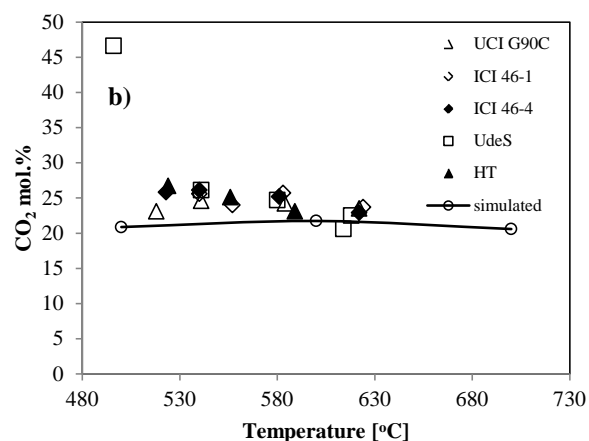 50
45
40
35
30
25
20
15
10
5
0
CO₂ mol.%
b)
UCI G90C
ICI 46-1
ICI 46-4
UdeS
HT
simulated
480 530 580 630 680 730
Temperature [ᵒC]